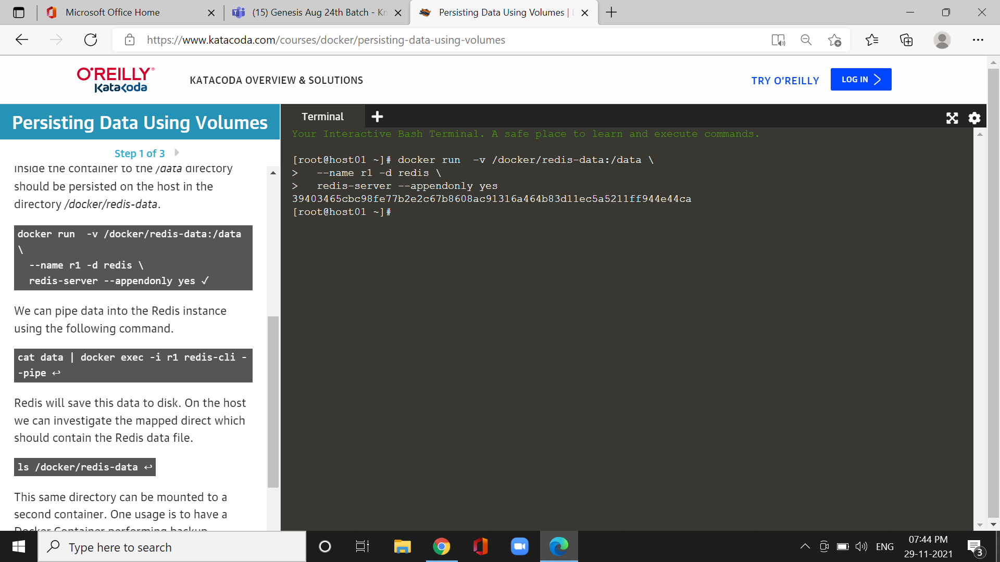 Microsoft Office Home
(15) Genesis Aug 24th Batch - Kn
Persisting Data Using Volumes |
https://www.katacoda.com/courses/docker/persisting-data-using-volumes
O'REILLY®
Katacoda
KATACODA OVERVIEW & SOLUTIONS
TRY O'REILLY
LOG IN
Persisting Data Using Volumes
Step 1 of 3
inside the container to the /data directory
should be persisted on the host in the
directory /docker/redis-data.
docker run  -v /docker/redis-data:/data
\
--name r1 -d redis \
redis-server --appendonly yes ✓
We can pipe data into the Redis instance
using the following command.
cat data | docker exec -i r1 redis-cli -
-pipe ↩
Redis will save this data to disk. On the host
we can investigate the mapped direct which
should contain the Redis data file.
ls /docker/redis-data ↩
This same directory can be mounted to a
second container. One usage is to have a
Docker Container performing backup
Terminal
Your Interactive Bash Terminal. A safe place to learn and execute commands.
[root@host01 ~]# docker run  -v /docker/redis-data:/data \
>   --name r1 -d redis \
>   redis-server --appendonly yes
39403465cbc98fe77b2e2c67b8608ac91316a464b83d11ec5a5211ff944e44ca
[root@host01 ~]#
Type here to search
ENG
07:44 PM
29-11-2021
3